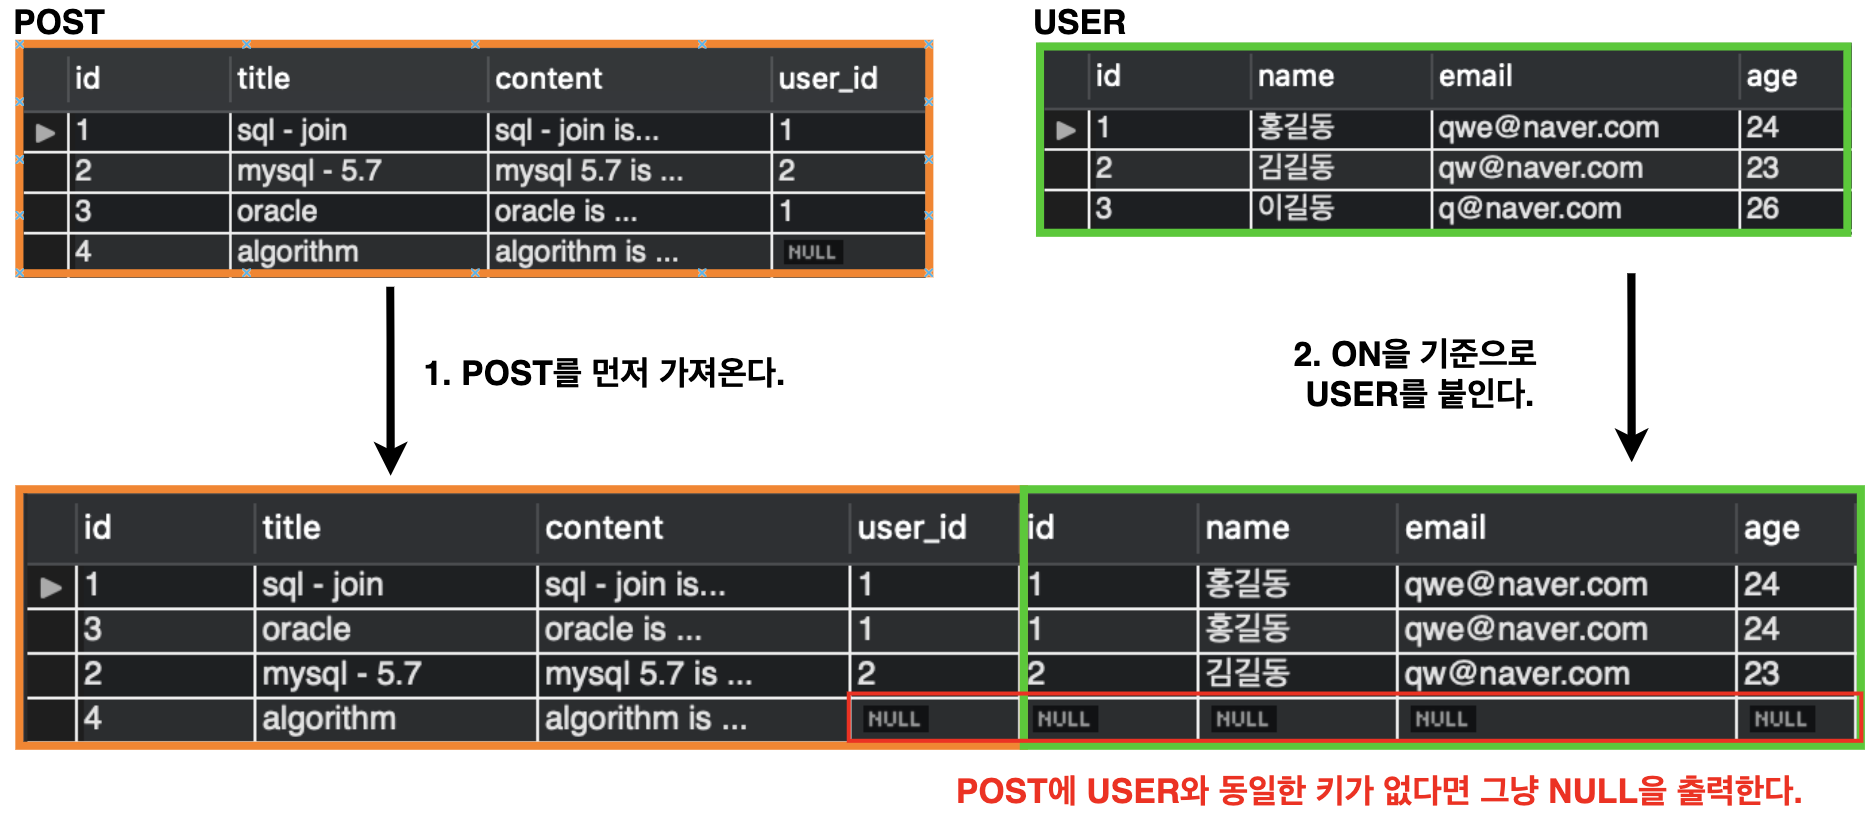 POST
id title content user_id
1 sql - join sql - join is... 1
2 mysql - 5.7 mysql 5.7 is ... 2
3 oracle oracle is ... 1
4 algorithm algorithm is ... NULL
USER
id name email age
1 홍길동 qwe@naver.com 24
2 김길동 qw@naver.com 23
3 이길동 q@naver.com 26
1. POST를 먼저 가져온다.
2. ON을 기준으로
USER를 붙인다.
id title content user_id id name email age
1 sql - join sql - join is... 1 1 홍길동 qwe@naver.com 24
3 oracle oracle is ... 1 1 홍길동 qwe@naver.com 24
2 mysql - 5.7 mysql 5.7 is ... 2 2 김길동 qw@naver.com 23
4 algorithm algorithm is ... NULL NULL NULL NULL NULL
POST에 USER와 동일한 키가 없다면 그냥 NULL을 출력한다.